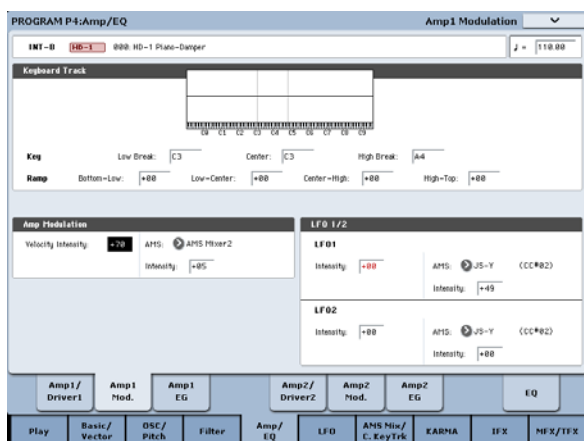 PROGRAM P4:Amp/EQ Amp1 Modulation
INT-B HD-1 000: HD-1 Piano-Damper ♩ = 110.00
Keyboard Track
C0 C1 C2 C3 C4 C5 C6 C7 C8 C9
Key Low Break: C3 Center: C3 High Break: A4
Ramp Bottom-Low: +00 Low-Center: +00 Center-High: +00 High-Top: +00
Amp Modulation LFO 1/2
Velocity Intensity: +70 AMS: AMS Mixer2
Intensity: +05
LFO1
Intensity: +00 AMS: JS-Y (CC#02)
Intensity: +49
LFO2
Intensity: +00 AMS: JS-Y (CC#02)
Intensity: +00
Amp1/ Driver1 Amp1 Mod. Amp1 EG Amp2/ Driver2 Amp2 Mod. Amp2 EG EQ
Play Basic/ Vector OSC/ Pitch Filter Amp/ EQ LFO AMS Mix/ C. KeyTrk KARMA IFX MFX/TFX